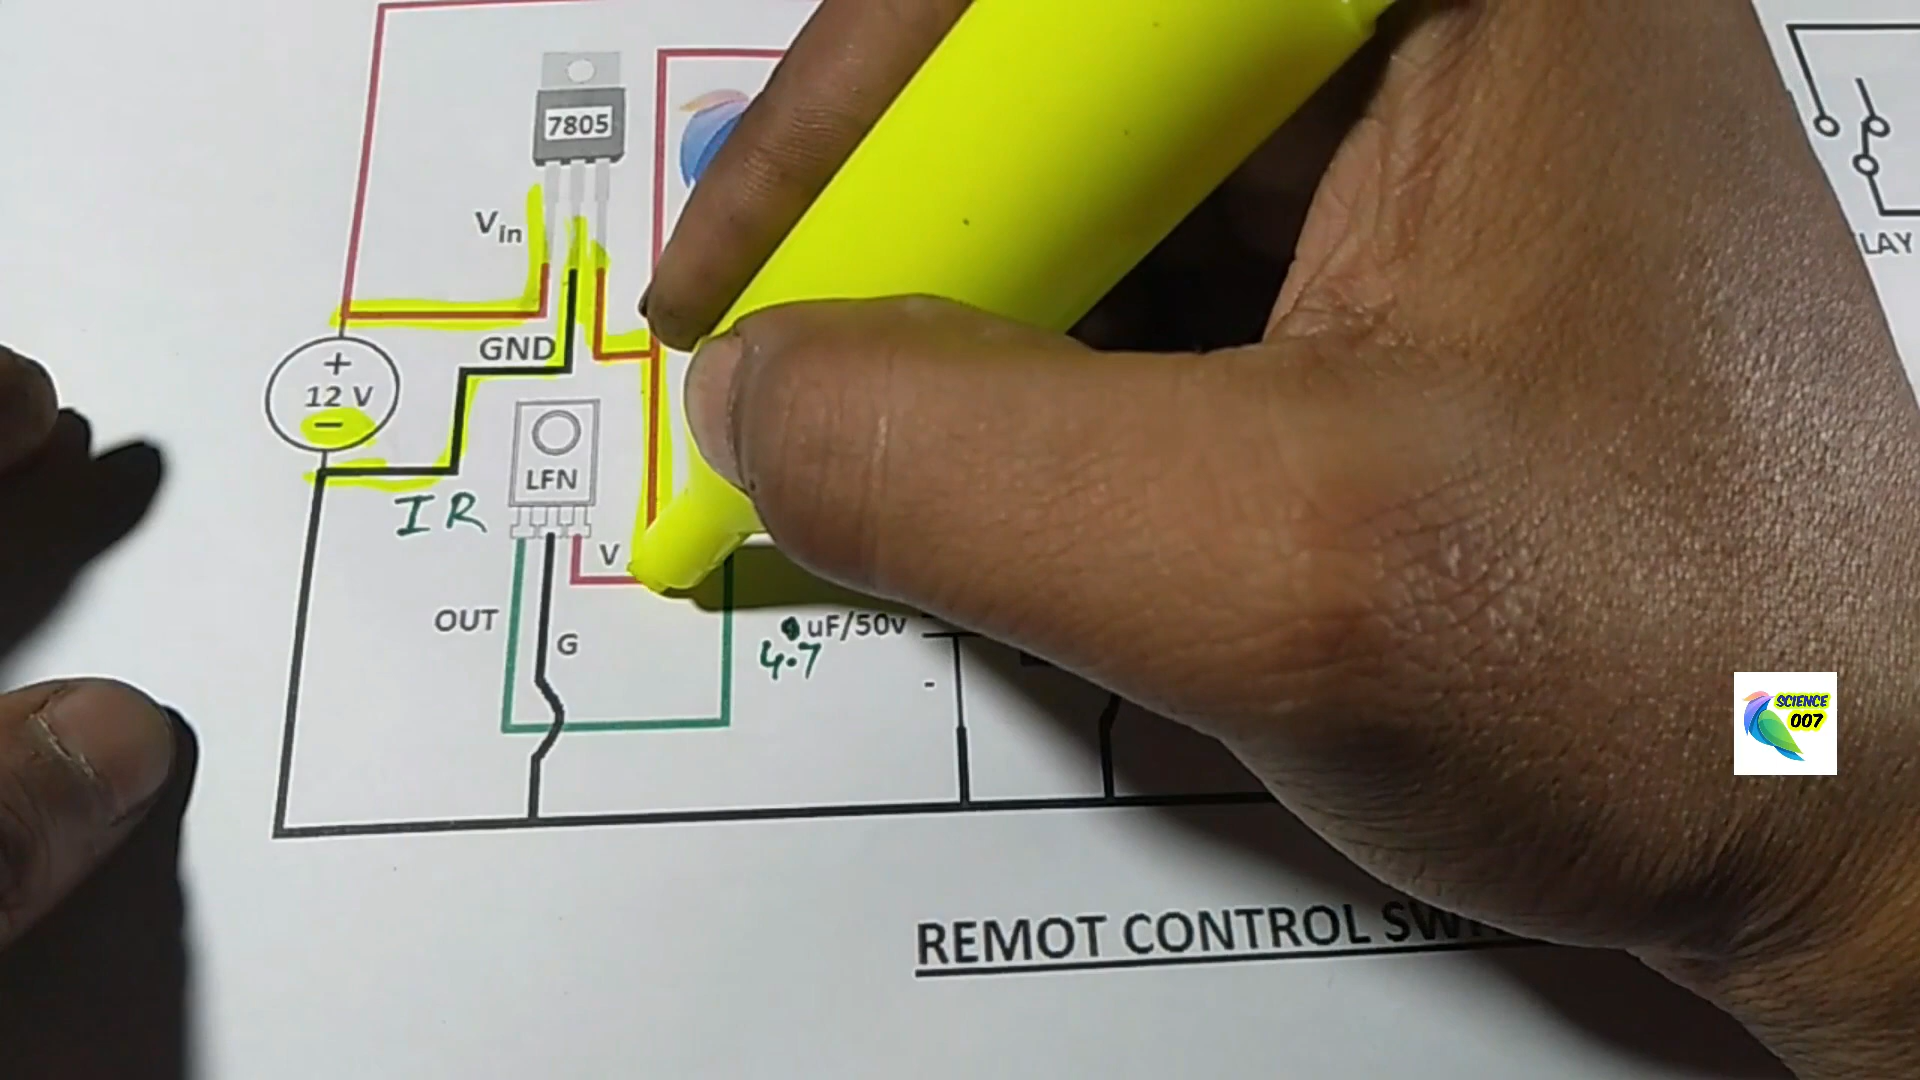 7805
Vin
GND
+
12 V
-
LFN
IR
V
OUT
G
uF/50v
4.7
-
LAY
SCIENCE
007
REMOT CONTROL SW